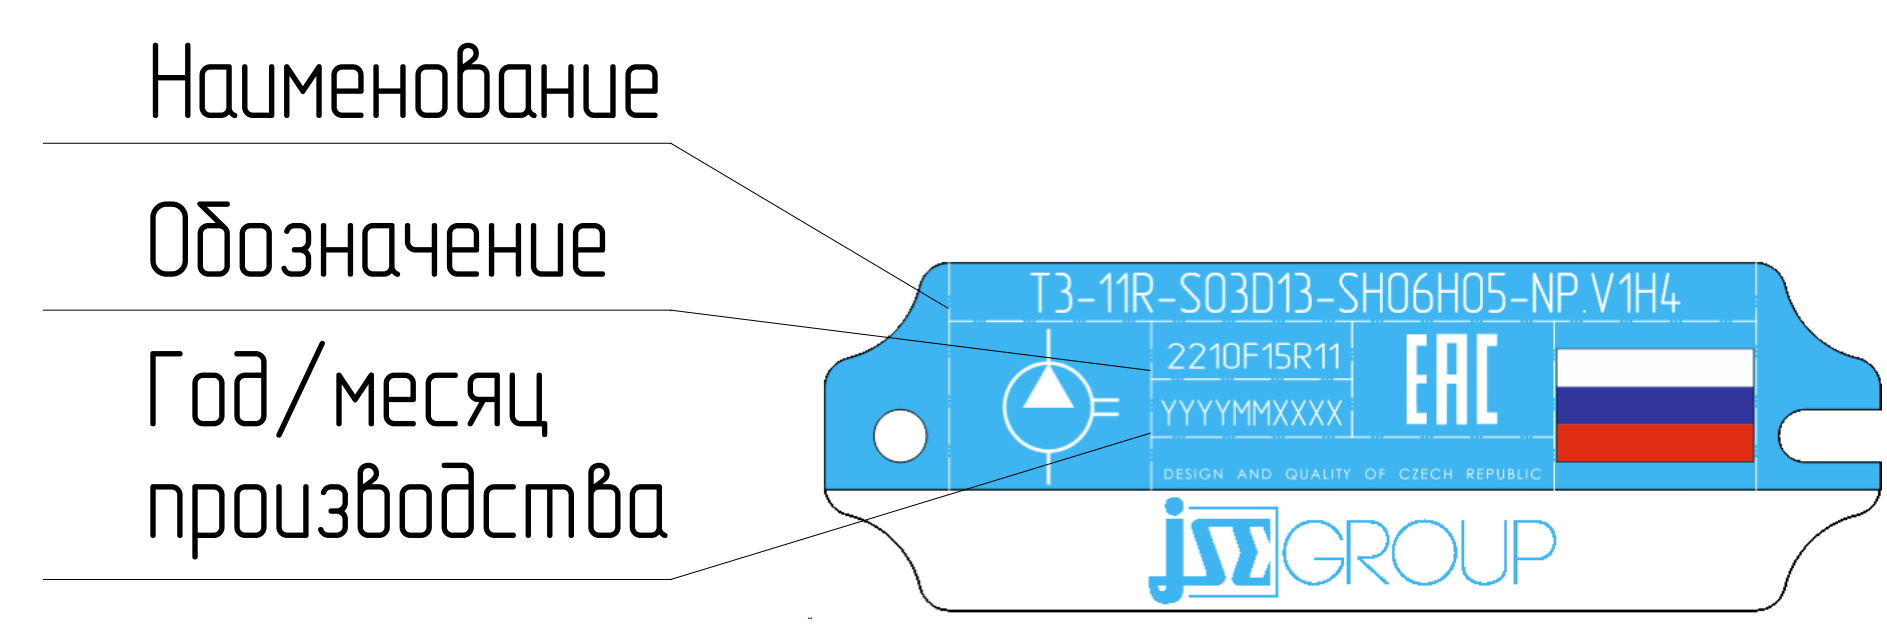 Наименование
Обозначение
Год/месяц
производства
T3-11R-S03D13-SH06H05-NP.V1H4
2210F15R11
YYYYMMXXXX
EAC
DESIGN AND QUALITY OF CZECH REPUBLIC
jSE GROUP